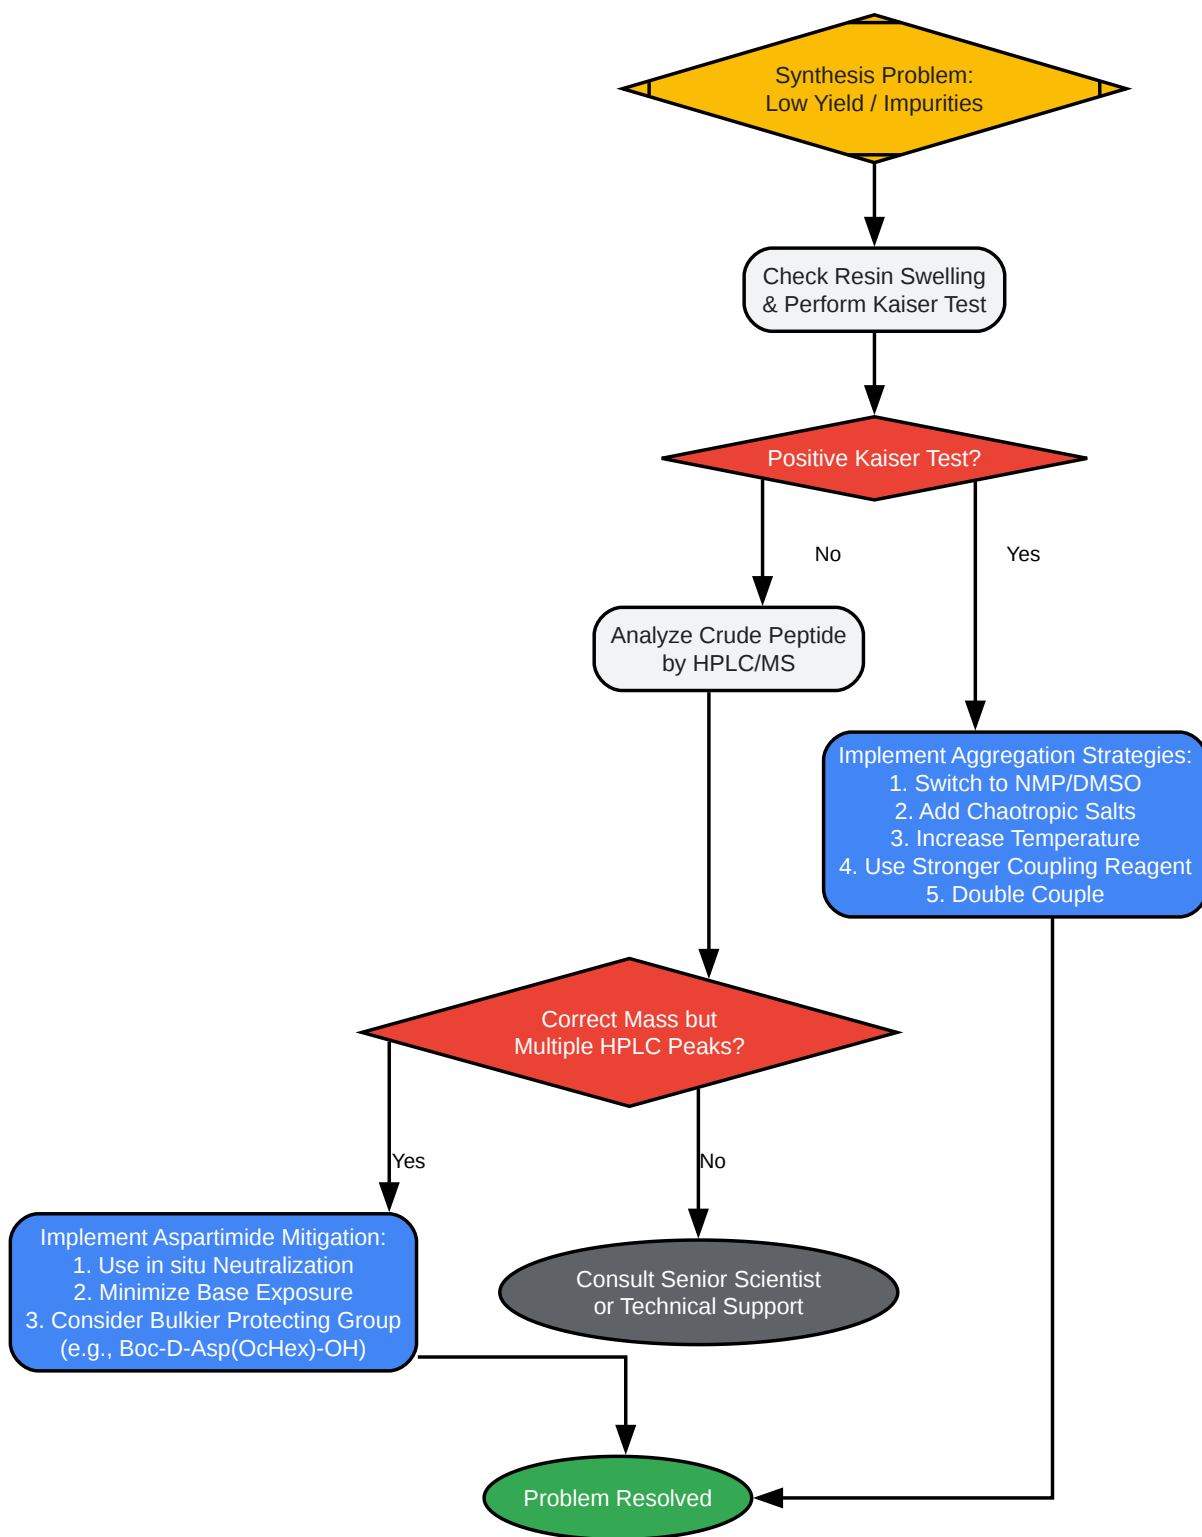 Synthesis Problem:
Low Yield / Impurities
Check Resin Swelling
& Perform Kaiser Test
Positive Kaiser Test?
No
Yes
Analyze Crude Peptide
by HPLC/MS
Implement Aggregation Strategies:
1. Switch to NMP/DMSO
2. Add Chaotropic Salts
3. Increase Temperature
4. Use Stronger Coupling Reagent
5. Double Couple
Correct Mass but
Multiple HPLC Peaks?
Yes
No
Implement Aspartimide Mitigation:
1. Use in situ Neutralization
2. Minimize Base Exposure
3. Consider Bulkier Protecting Group
(e.g., Boc-D-Asp(OcHex)-OH)
Consult Senior Scientist
or Technical Support
Problem Resolved